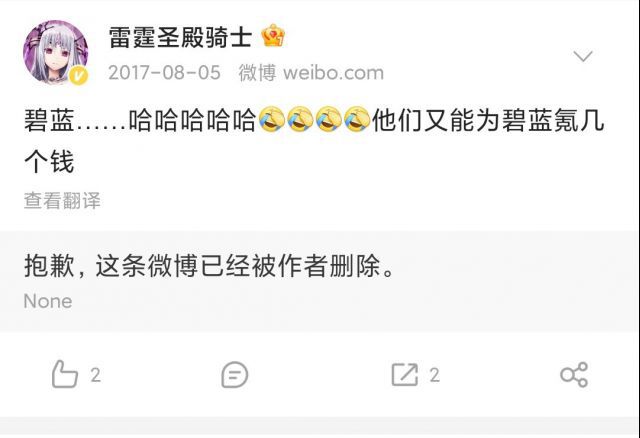 雷霆圣殿骑士
2017-08-05 微博 weibo.com
碧蓝……哈哈哈哈哈🤣🤣🤣🤣他们又能为碧蓝氪几
个钱
查看翻译
抱歉，这条微博已经被作者删除。
None
2 2